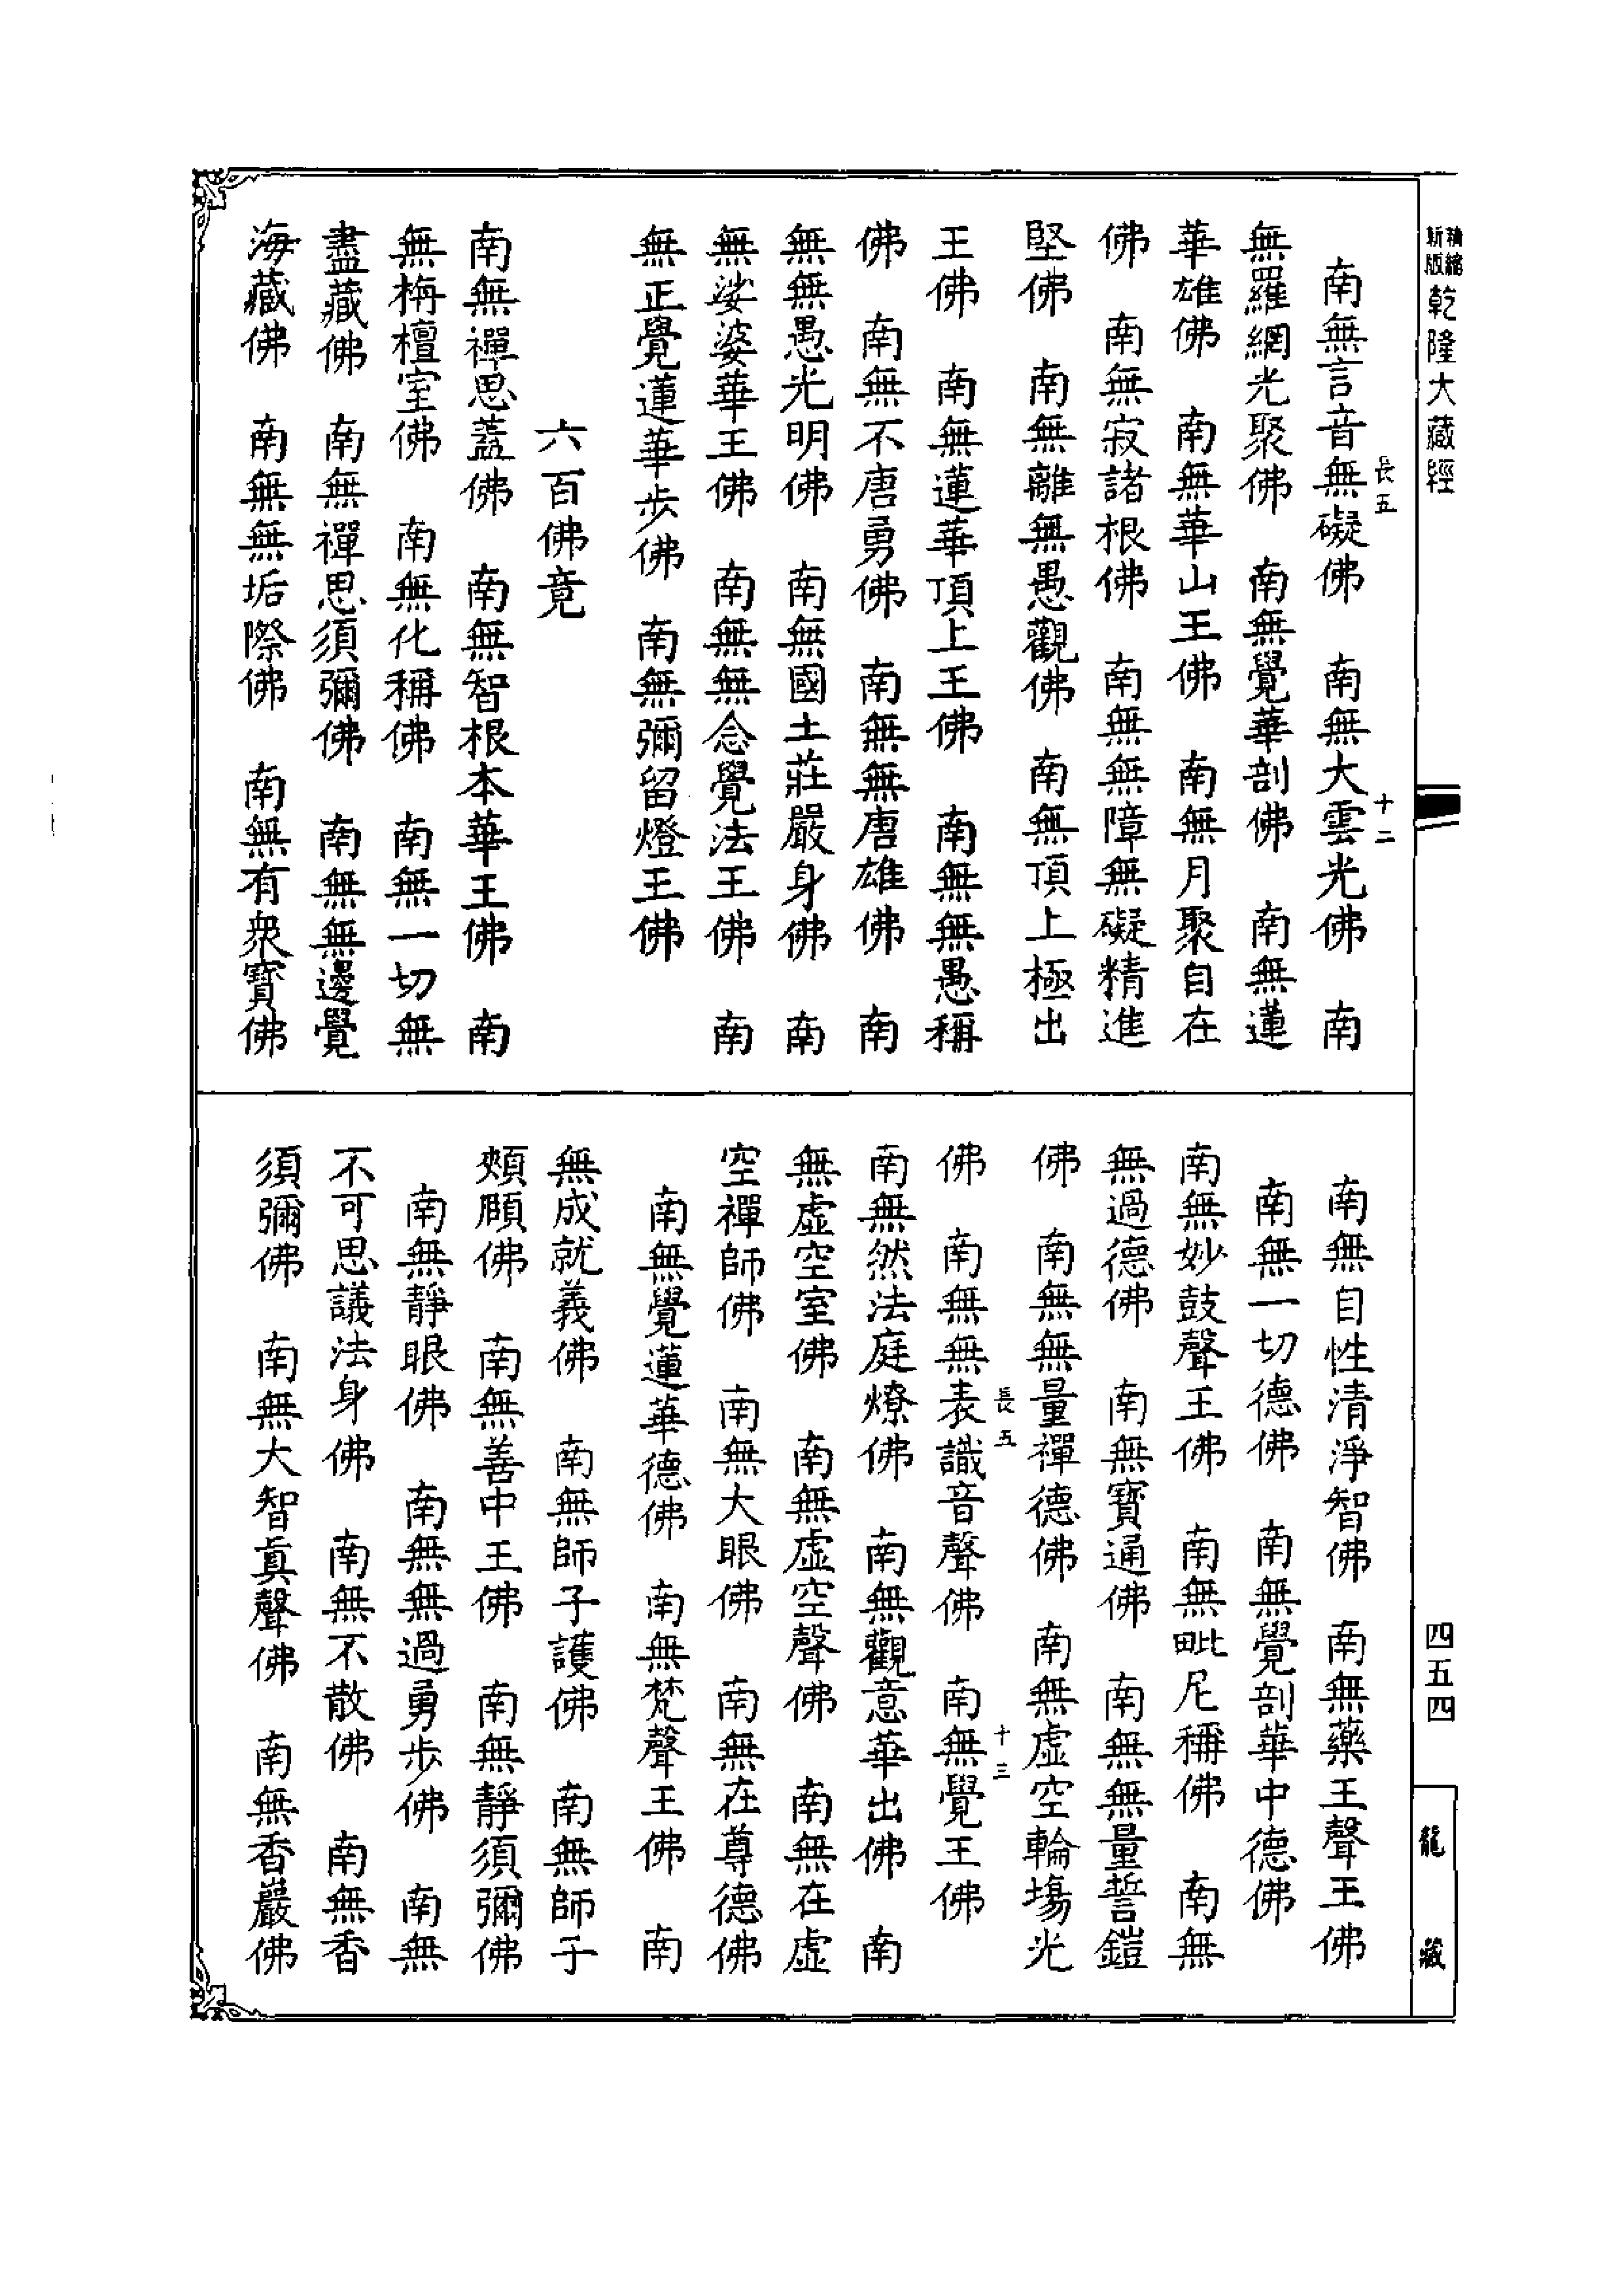 精縮新版乾隆大藏經
長五
十二
南無言音無礙佛　南無大雲光佛　南
無羅網光聚佛　南無覺華剖佛　南無蓮
華雄佛　南無華山王佛　南無月聚自在
佛　南無寂諸根佛　南無無障無礙精進
堅佛　南無離無愚觀佛　南無頂上極出
王佛　南無蓮華頂上王佛　南無無愚稱
佛　南無不唐勇佛　南無無唐雄佛　南
無無愚光明佛　南無國土莊嚴身佛　南
無娑婆華王佛　南無無念覺法王佛　南
無正覺蓮華步佛　南無彌留燈王佛
六百佛竟
南無禪思蓋佛　南無智根本華王佛　南
無栴檀室佛　南無化稱佛　南無一切無
盡藏佛　南無禪思須彌佛　南無無邊覺
海藏佛　南無無垢際佛　南無有衆寶佛
南無自性清淨智佛　南無藥王聲王佛
南無一切德佛　南無覺剖華中德佛
南無妙鼓聲王佛　南無毗尼稱佛　南無
無過德佛　南無寶通佛　南無無量誓鎧
佛　南無無量禪德佛　南無虛空輪場光
長五
十三
佛　南無無表識音聲佛　南無覺王佛
南無然法庭燎佛　南無觀意華出佛　南
無虛空室佛　南無虛空聲佛　南無在虛
空禪師佛　南無大眼佛　南無在尊德佛
南無覺蓮華德佛　南無梵聲王佛　南
無成就義佛　南無師子護佛　南無師子
頰頤佛　南無善中王佛　南無靜須彌佛
南無靜眼佛　南無無過勇步佛　南無
不可思議法身佛　南無不散佛　南無香
須彌佛　南無大智眞聲佛　南無香嚴佛
四五四
龍藏